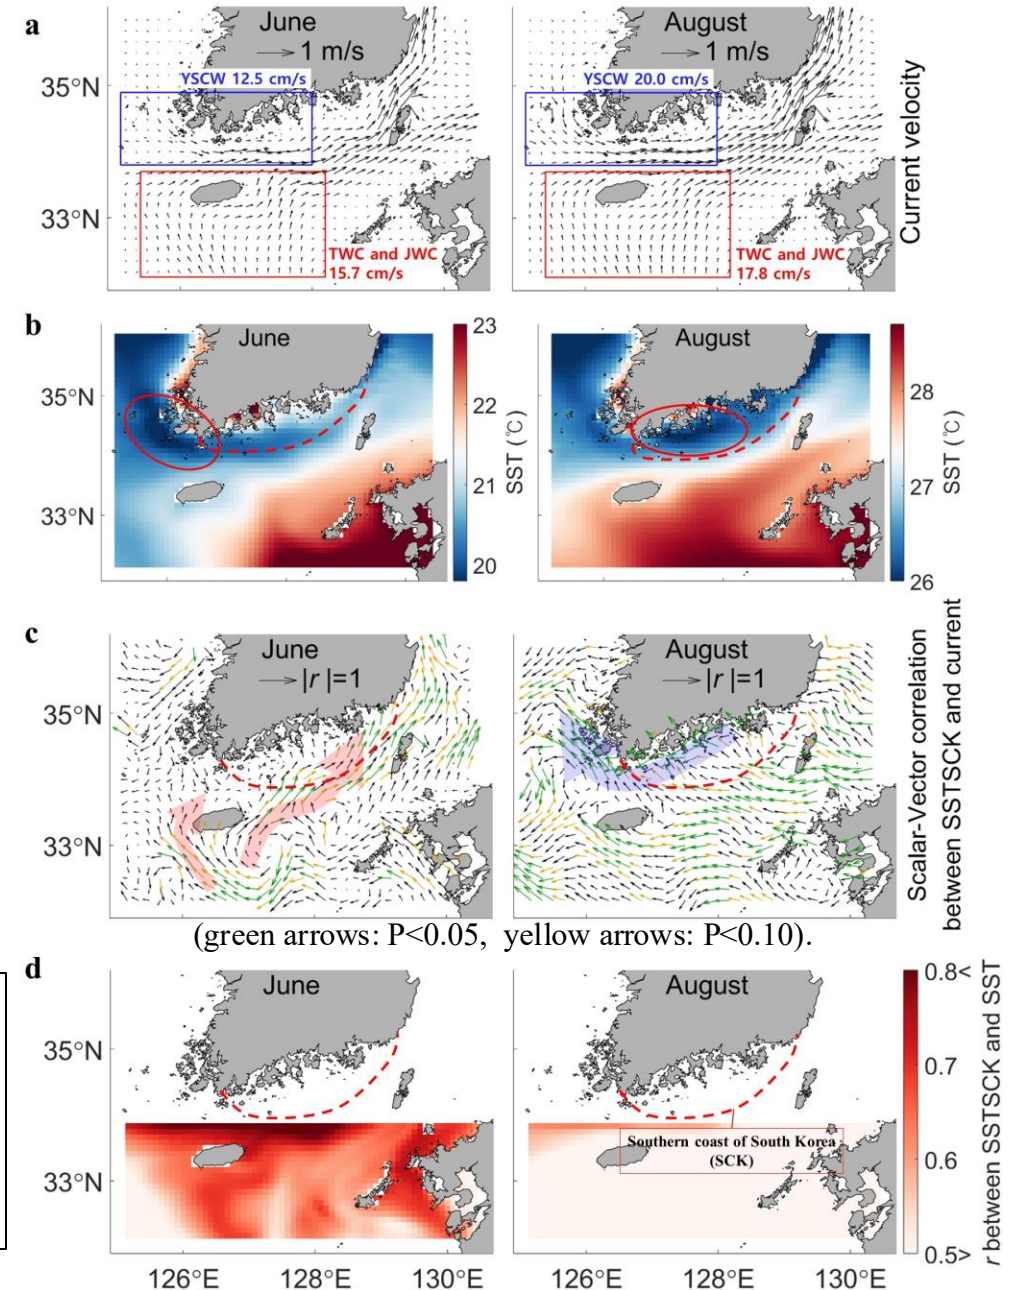 a
June
August
1 m/s
1 m/s
YSCW 12.5 cm/s
YSCW 20.0 cm/s
35°N
33°N
TWC and JWC
15.7 cm/s
TWC and JWC
17.8 cm/s
Current velocity
b
June
August
35°N
33°N
23
22
21
20
SST (℃)
28
27
26
SST (℃)
c
June
August
|r|=1
|r|=1
35°N
33°N
Scalar-Vector correlation
between SSTSCK and current
(green arrows: P<0.05, yellow arrows: P<0.10).
d
June
August
35°N
33°N
Southern coast of South Korea
(SCK)
0.8<
0.7
0.6
0.5>
r between SSTSCK and SST
126°E
128°E
130°E
126°E
128°E
130°E